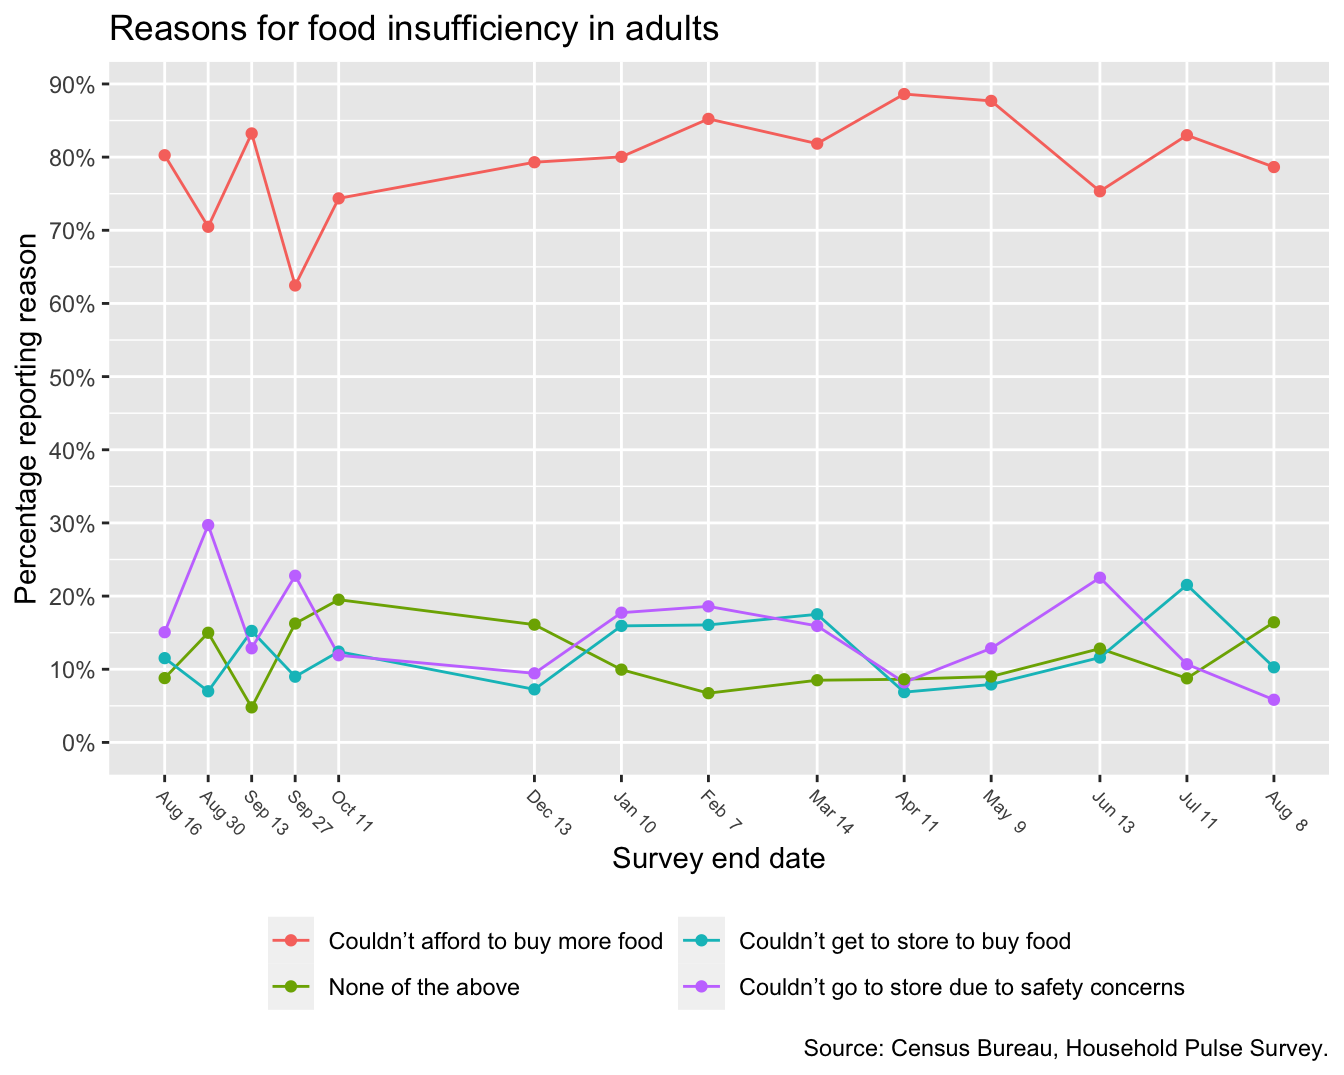 Reasons for food insufficiency in adults
Percentage reporting reason
90%
80%
70%
60%
50%
40%
30%
20%
10%
0%
Aug 16
Aug 30
Sep 13
Sep 27
Oct 11
Dec 13
Jan 10
Feb 7
Mar 14
Apr 11
May 9
Jun 13
Jul 11
Aug 8
Survey end date
Couldn’t afford to buy more food
Couldn’t get to store to buy food
None of the above
Couldn’t go to store due to safety concerns
Source: Census Bureau, Household Pulse Survey.